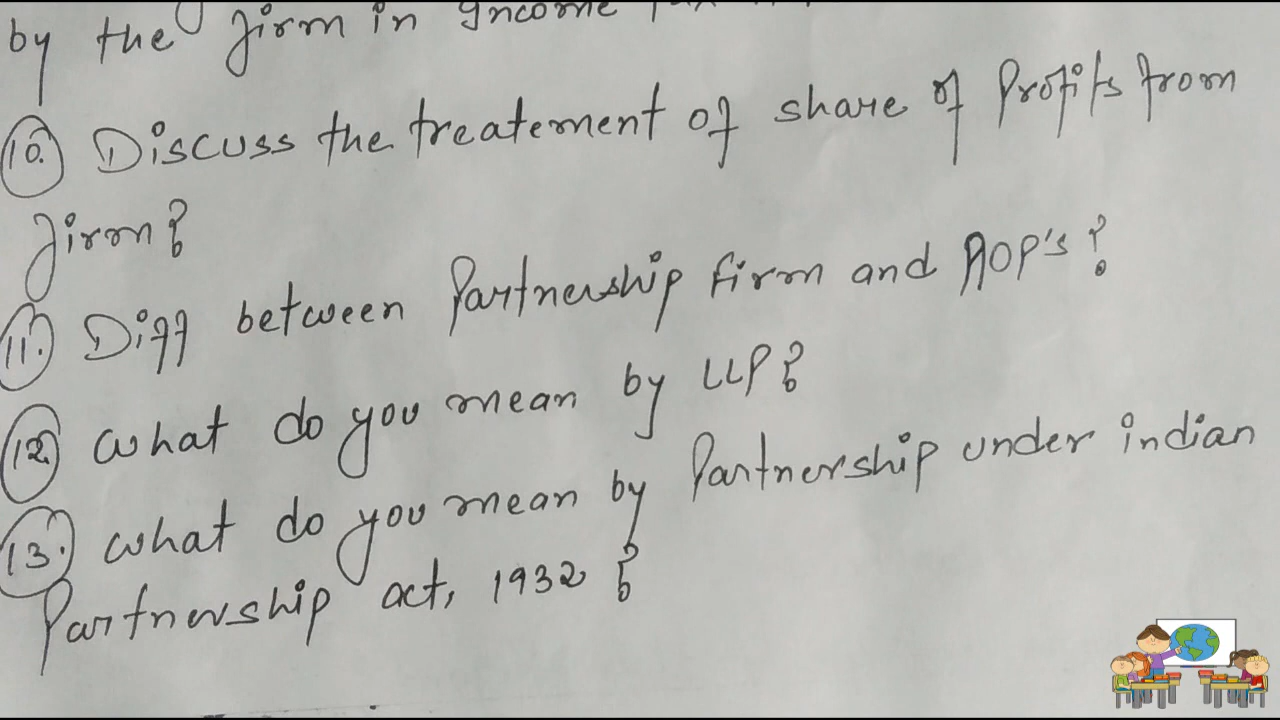 by the firm in Income
10. Discuss the treatement of share of Profits from
firm?
11. Diff between Partnership firm and AOP's?
12. What do you mean by LLP?
13. What do you mean by Partnership under indian
Partnership act, 1932?